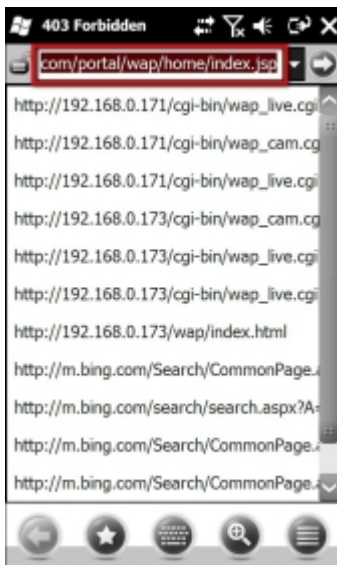 403 Forbidden
com/portal/wap/home/index.jsp
http://192.168.0.171/cgi-bin/wap_live.cgi
http://192.168.0.171/cgi-bin/wap_cam.cg
http://192.168.0.171/cgi-bin/wap_live.cgi
http://192.168.0.173/cgi-bin/wap_cam.cg
http://192.168.0.173/cgi-bin/wap_live.cgi
http://192.168.0.173/cgi-bin/wap_live.cgi
http://192.168.0.173/wap/index.html
http://m.bing.com/Search/CommonPage.a
http://m.bing.com/search/search.aspx?A=
http://m.bing.com/Search/CommonPage.a
http://m.bing.com/Search/CommonPage.a